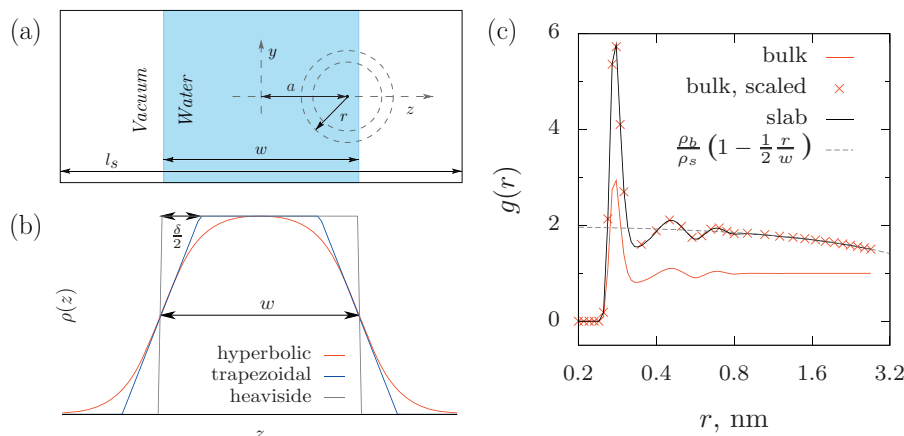 (a)
Vacuum
Water
y
a
z
r
w
l_s
(b)
δ/2
ρ(z)
w
hyperbolic
trapezoidal
heaviside
z
(c)
g(r)
6
4
2
0
bulk
bulk, scaled
slab
ρ_b/ρ_s (1 − 1/2 r/w)
0.2 0.4 0.8 1.6 3.2
r, nm